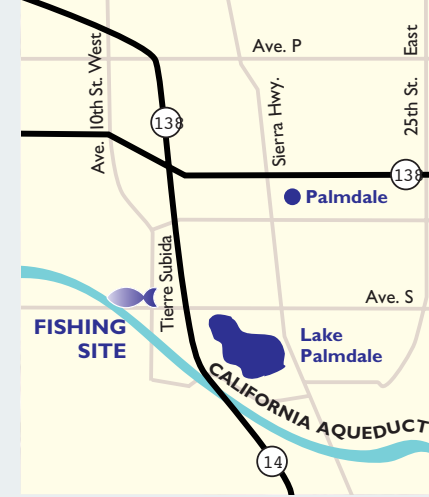 Ave. P
Ave. 10th St. West
25th St. East
Sierra Hwy.
138
138
Palmdale
Tierre Subida
Ave. S
FISHING
SITE
Lake
Palmdale
CALIFORNIA AQUEDUCT
14